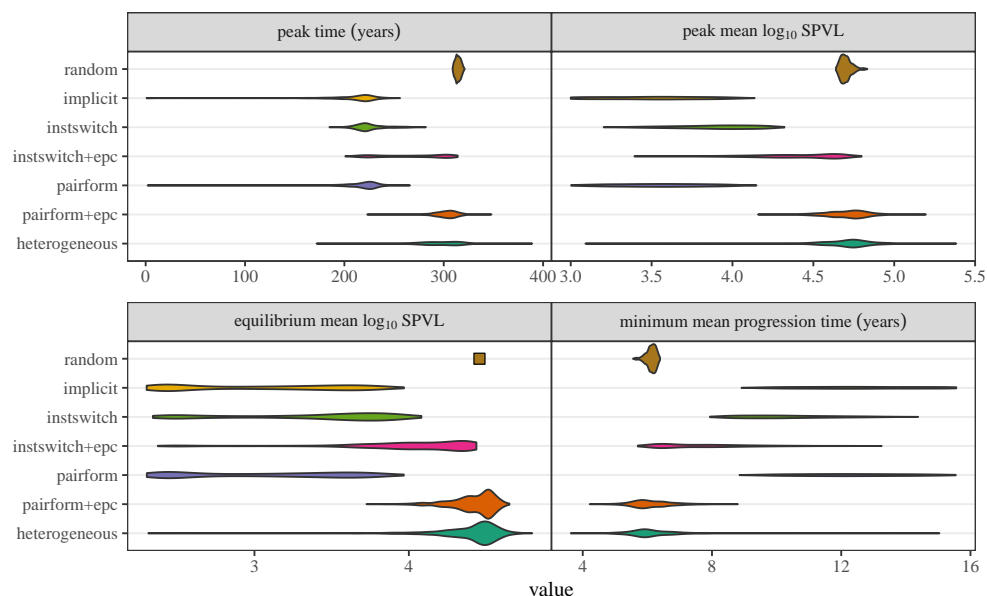 peak time (years)
peak mean log₁₀ SPVL
random
implicit
instswitch
instswitch+epc
pairform
pairform+epc
heterogeneous
0 100 200 300 400
3.0 3.5 4.0 4.5 5.0 5.5
equilibrium mean log₁₀ SPVL
minimum mean progression time (years)
random
implicit
instswitch
instswitch+epc
pairform
pairform+epc
heterogeneous
3 4
4 8 12 16
value